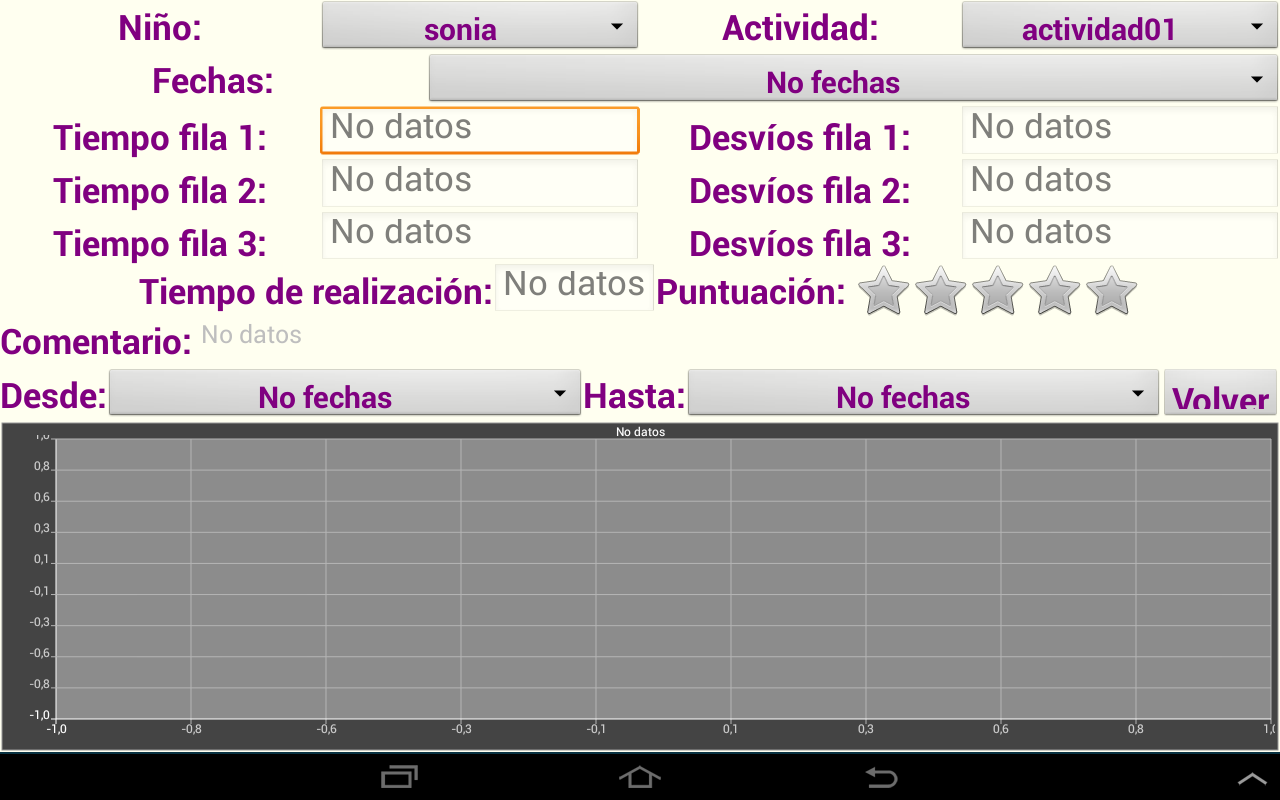 Niño: sonia Actividad: actividad01
Fechas: No fechas
Tiempo fila 1: No datos Desvíos fila 1: No datos
Tiempo fila 2: No datos Desvíos fila 2: No datos
Tiempo fila 3: No datos Desvíos fila 3: No datos
Tiempo de realización: No datos Puntuación:
Comentario: No datos
Desde: No fechas Hasta: No fechas Volver
No datos
1,0
0,8
0,6
0,3
0,1
-0,1
-0,3
-0,6
-0,8
-1,0
-1,0 -0,8 -0,6 -0,3 -0,1 0,1 0,3 0,6 0,8 1,0